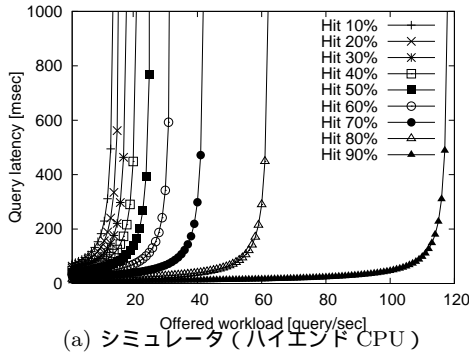 1000
800
600
400
200
0
Query latency [msec]
Hit 10%
Hit 20%
Hit 30%
Hit 40%
Hit 50%
Hit 60%
Hit 70%
Hit 80%
Hit 90%
20 40 60 80 100 120
Offered workload [query/sec]
(a) シミュレータ（ハイエンド CPU）